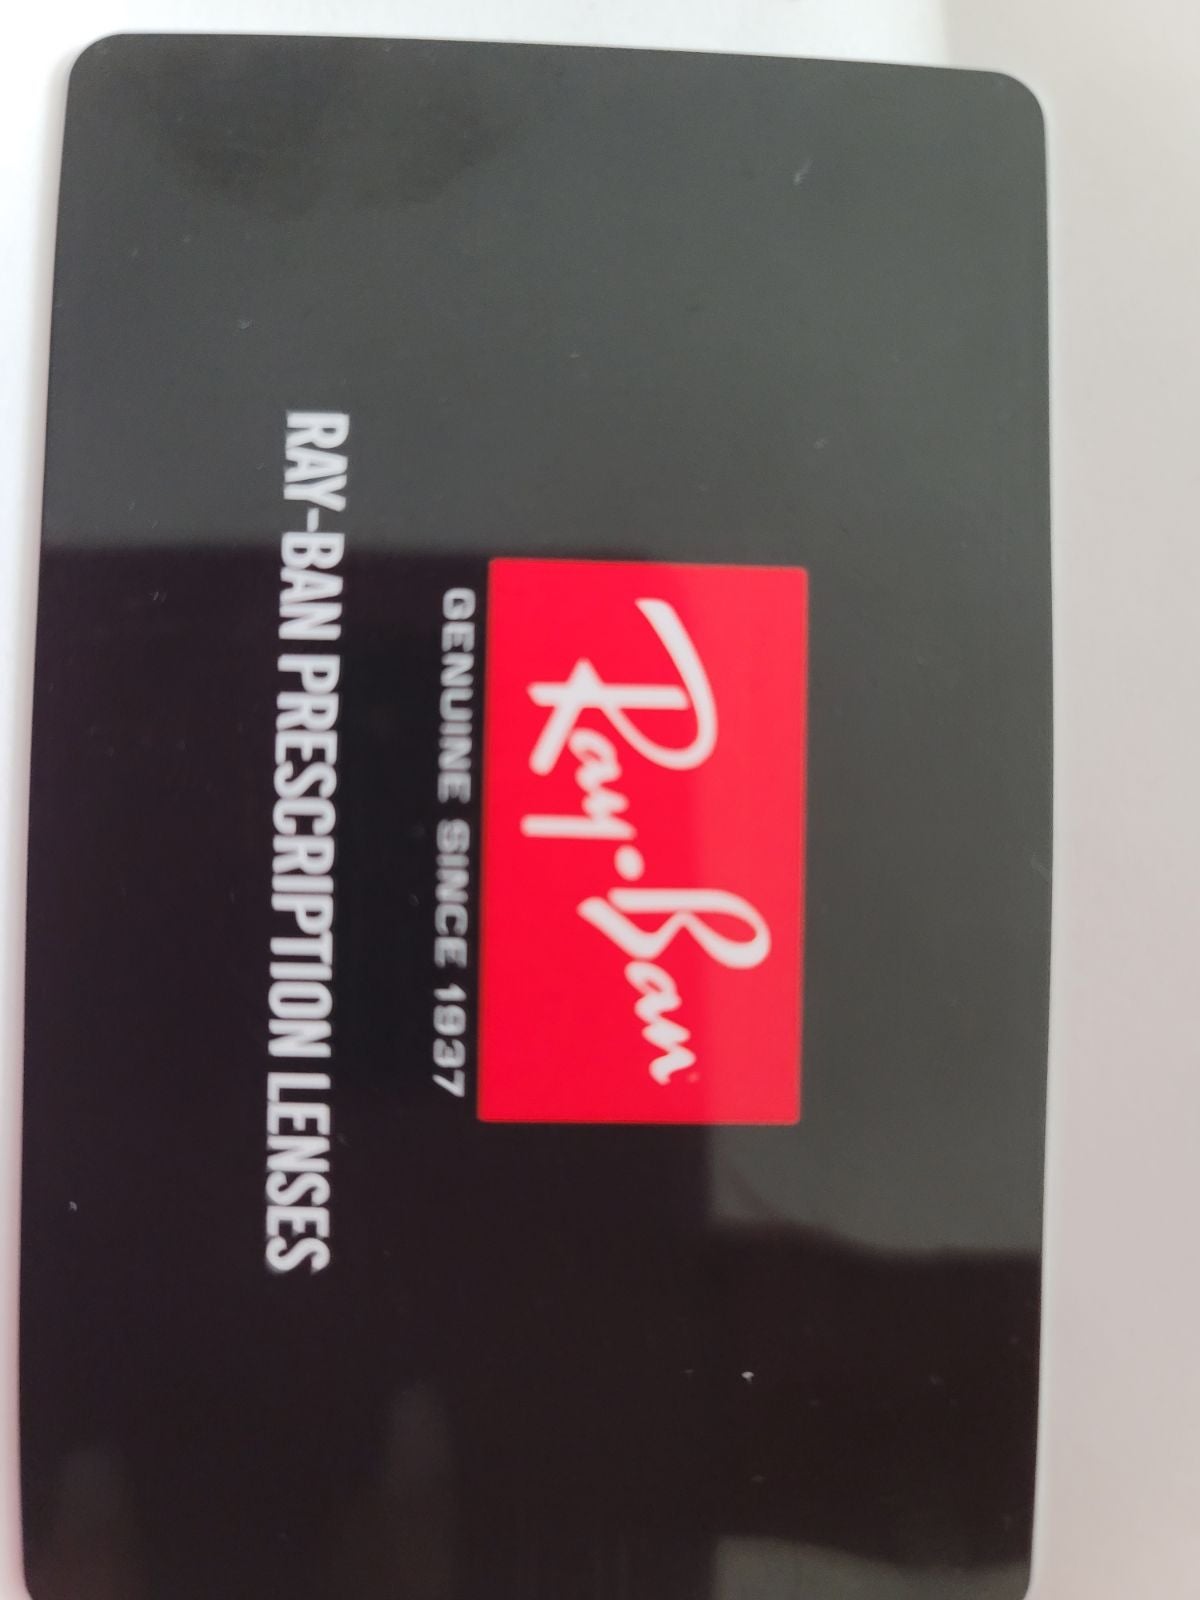 Ray-Ban
GENUINE SINCE 1937
RAY-BAN PRESCRIPTION LENSES